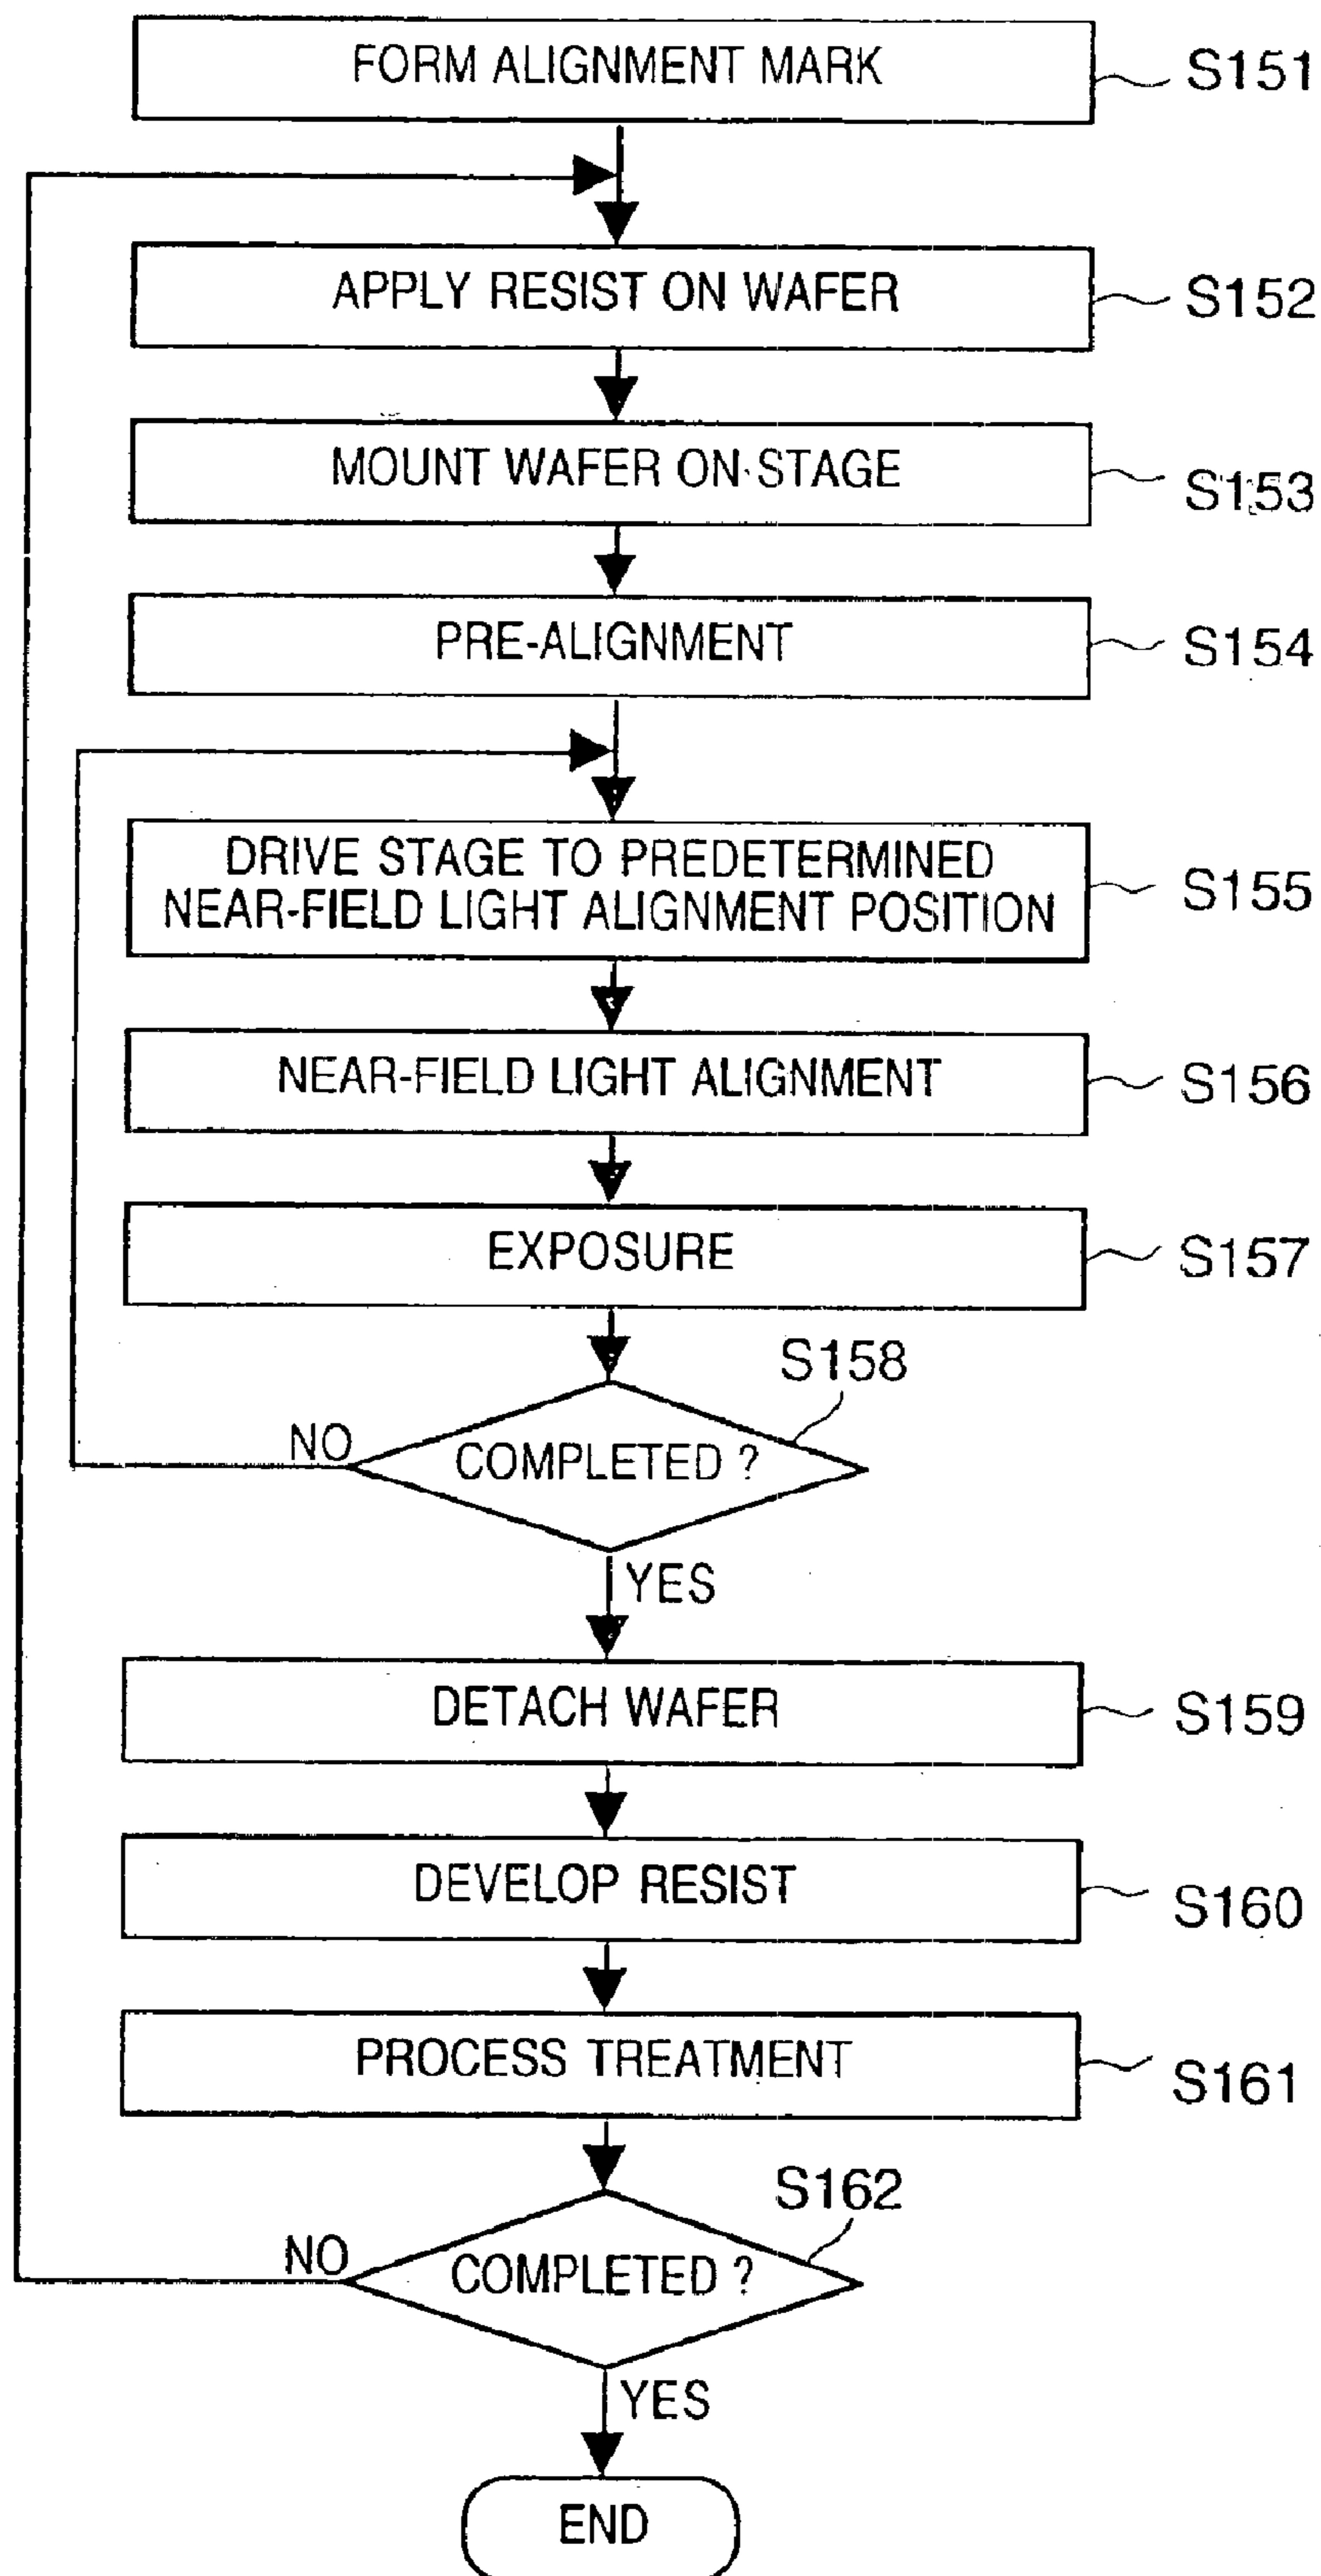 FORM ALIGNMENT MARK
S151
APPLY RESIST ON WAFER
S152
MOUNT WAFER ON STAGE
S153
PRE-ALIGNMENT
S154
DRIVE STAGE TO PREDETERMINED
NEAR-FIELD LIGHT ALIGNMENT POSITION
S155
NEAR-FIELD LIGHT ALIGNMENT
S156
EXPOSURE
S157
S158
NO
COMPLETED ?
YES
DETACH WAFER
S159
DEVELOP RESIST
S160
PROCESS TREATMENT
S161
S162
NO
COMPLETED ?
YES
END